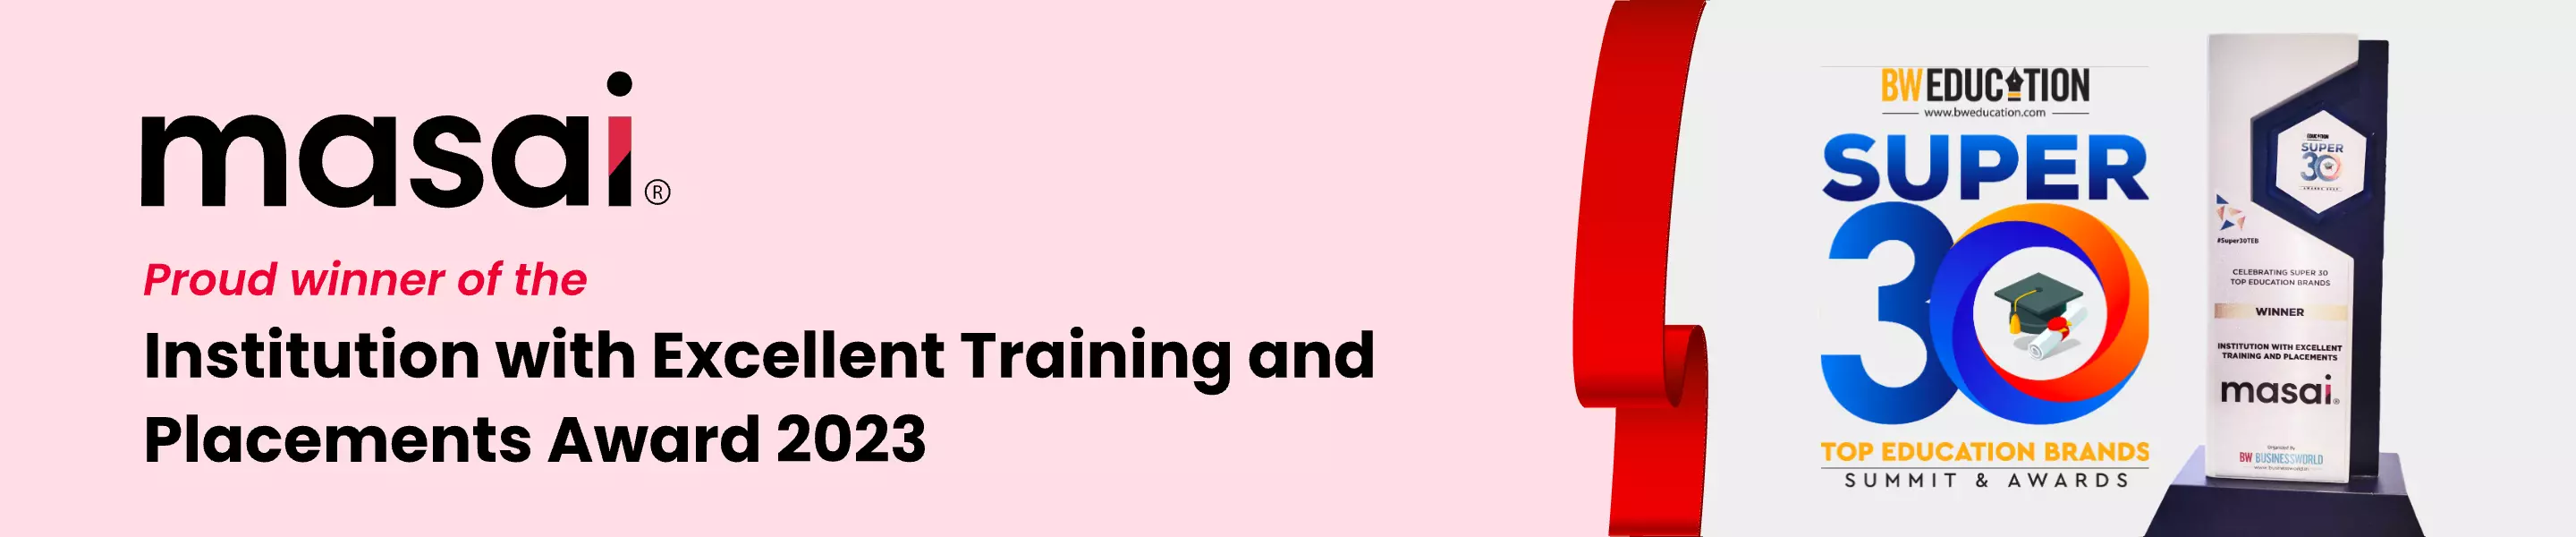 masai®
Proud winner of the
Institution with Excellent Training and
Placements Award 2023
BW EDUCATION
www.bweducation.com
SUPER
30
TOP EDUCATION BRANDS
SUMMIT & AWARDS
EDUCATION
SUPER
30
#Super30TEB
CELEBRATING SUPER 30
TOP EDUCATION BRANDS
WINNER
INSTITUTION WITH EXCELLENT
TRAINING AND PLACEMENTS
masai®
Organized By
BW BUSINESSWORLD